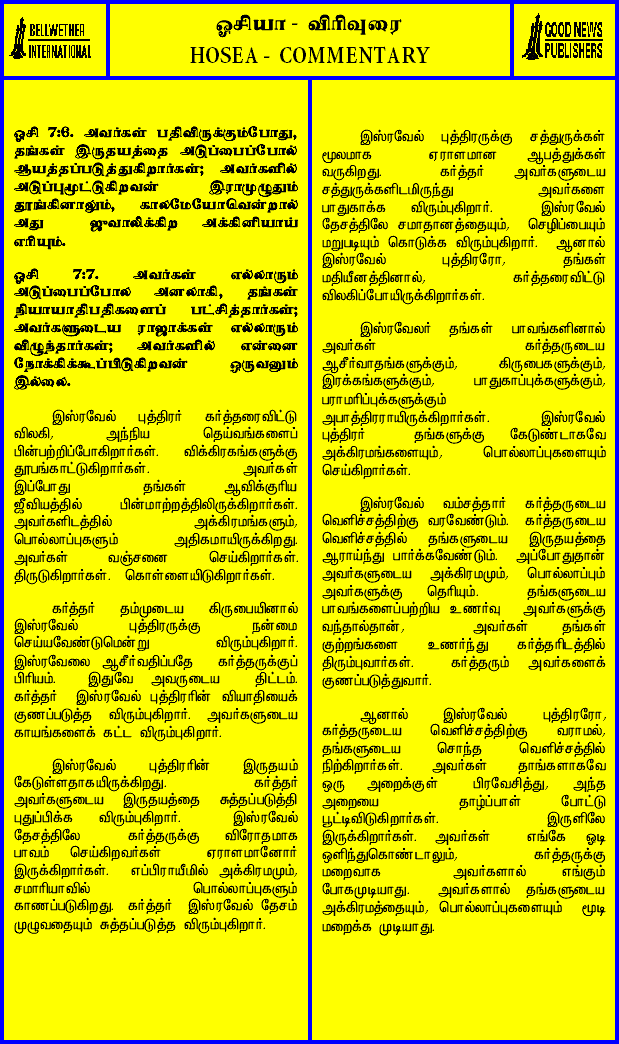 BELLWETHER
INTERNATIONAL
ஓசியா - விரிவுரை
HOSEA - COMMENTARY
GOOD NEWS
PUBLISHERS
ஓசி 7:6. அவர்கள் பதிவிருக்கும்போது,
தங்கள் இருதயத்தை அடுப்பைப்போல்
ஆயத்தப்படுத்துகிறார்கள்; அவர்களில்
அடுப்புமூட்டுகிறவன் இராமுழுதும்
தூங்கினாலும், காலமேயோவென்றால்
அது ஜுவாலிக்கிற அக்கினியாய்
எரியும்.
ஓசி 7:7. அவர்கள் எல்லாரும்
அடுப்பைப்போல அனலாகி, தங்கள்
நியாயாதிபதிகளைப் பட்சித்தார்கள்;
அவர்களுடைய ராஜாக்கள் எல்லாரும்
விழுந்தார்கள்; அவர்களில் என்னை
நோக்கிக்கூப்பிடுகிறவன் ஒருவனும்
இல்லை.
இஸ்ரவேல் புத்திரர் கர்த்தரைவிட்டு
விலகி, அந்நிய தெய்வங்களைப்
பின்பற்றிப்போகிறார்கள். விக்கிரகங்களுக்கு
தூபங்காட்டுகிறார்கள். அவர்கள்
இப்போது தங்கள் ஆவிக்குரிய
ஜீவியத்தில் பின்மாற்றத்திலிருக்கிறார்கள்.
அவர்களிடத்தில் அக்கிரமங்களும்,
பொல்லாப்புகளும் அதிகமாயிருக்கிறது.
அவர்கள் வஞ்சனை செய்கிறார்கள்.
திருடுகிறார்கள். கொள்ளையிடுகிறார்கள்.
கர்த்தர் தம்முடைய கிருபையினால்
இஸ்ரவேல் புத்திரருக்கு நன்மை
செய்யவேண்டுமென்று விரும்புகிறார்.
இஸ்ரவேலை ஆசீர்வதிப்பதே கர்த்தருக்குப்
பிரியம். இதுவே அவருடைய திட்டம்.
கர்த்தர் இஸ்ரவேல் புத்திரரின் வியாதியைக்
குணப்படுத்த விரும்புகிறார். அவர்களுடைய
காயங்களைக் கட்ட விரும்புகிறார்.
இஸ்ரவேல் புத்திரரின் இருதயம்
கேடுள்ளதாகயிருக்கிறது. கர்த்தர்
அவர்களுடைய இருதயத்தை சுத்தப்படுத்தி
புதுப்பிக்க விரும்புகிறார். இஸ்ரவேல்
தேசத்திலே கர்த்தருக்கு விரோதமாக
பாவம் செய்கிறவர்கள் ஏராளமானோர்
இருக்கிறார்கள். எப்பிராயீமில் அக்கிரமமும்,
சமாரியாவில் பொல்லாப்புகளும்
காணப்படுகிறது. கர்த்தர் இஸ்ரவேல் தேசம்
முழுவதையும் சுத்தப்படுத்த விரும்புகிறார்.
இஸ்ரவேல் புத்திரருக்கு சத்துருக்கள்
மூலமாக ஏராளமான ஆபத்துக்கள்
வருகிறது. கர்த்தர் அவர்களுடைய
சத்துருக்களிடமிருந்து அவர்களை
பாதுகாக்க விரும்புகிறார். இஸ்ரவேல்
தேசத்திலே சமாதானத்தையும், செழிப்பையும்
மறுபடியும் கொடுக்க விரும்புகிறார். ஆனால்
இஸ்ரவேல் புத்திரரோ, தங்கள்
மதியீனத்தினால், கர்த்தரைவிட்டு
விலகிப்போயிருக்கிறார்கள்.
இஸ்ரவேலர் தங்கள் பாவங்களினால்
அவர்கள் கர்த்தருடைய
ஆசீர்வாதங்களுக்கும், கிருபைகளுக்கும்,
இரக்கங்களுக்கும், பாதுகாப்புக்களுக்கும்,
பராமரிப்புக்களுக்கும்
அபாத்திரராயிருக்கிறார்கள். இஸ்ரவேல்
புத்திரர் தங்களுக்கு கேடுண்டாகவே
அக்கிரமங்களையும், பொல்லாப்புகளையும்
செய்கிறார்கள்.
இஸ்ரவேல் வம்சத்தார் கர்த்தருடைய
வெளிச்சத்திற்கு வரவேண்டும். கர்த்தருடைய
வெளிச்சத்தில் தங்களுடைய இருதயத்தை
ஆராய்ந்து பார்க்கவேண்டும். அப்போதுதான்
அவர்களுடைய அக்கிரமமும், பொல்லாப்பும்
அவர்களுக்கு தெரியும். தங்களுடைய
பாவங்களைப்பற்றிய உணர்வு அவர்களுக்கு
வந்தால்தான், அவர்கள் தங்கள்
குற்றங்களை உணர்ந்து கர்த்தரிடத்தில்
திரும்புவார்கள். கர்த்தரும் அவர்களைக்
குணப்படுத்துவார்.
ஆனால் இஸ்ரவேல் புத்திரரோ,
கர்த்தருடைய வெளிச்சத்திற்கு வராமல்,
தங்களுடைய சொந்த வெளிச்சத்தில்
நிற்கிறார்கள். அவர்கள் தாங்களாகவே
ஒரு அறைக்குள் பிரவேசித்து, அந்த
அறையை தாழ்ப்பாள் போட்டு
பூட்டிவிடுகிறார்கள். இருளிலே
இருக்கிறார்கள். அவர்கள் எங்கே ஓடி
ஒளிந்துகொண்டாலும், கர்த்தருக்கு
மறைவாக அவர்களால் எங்கும்
போகமுடியாது. அவர்களால் தங்களுடைய
அக்கிரமத்தையும், பொல்லாப்புகளையும் மூடி
மறைக்க முடியாது.